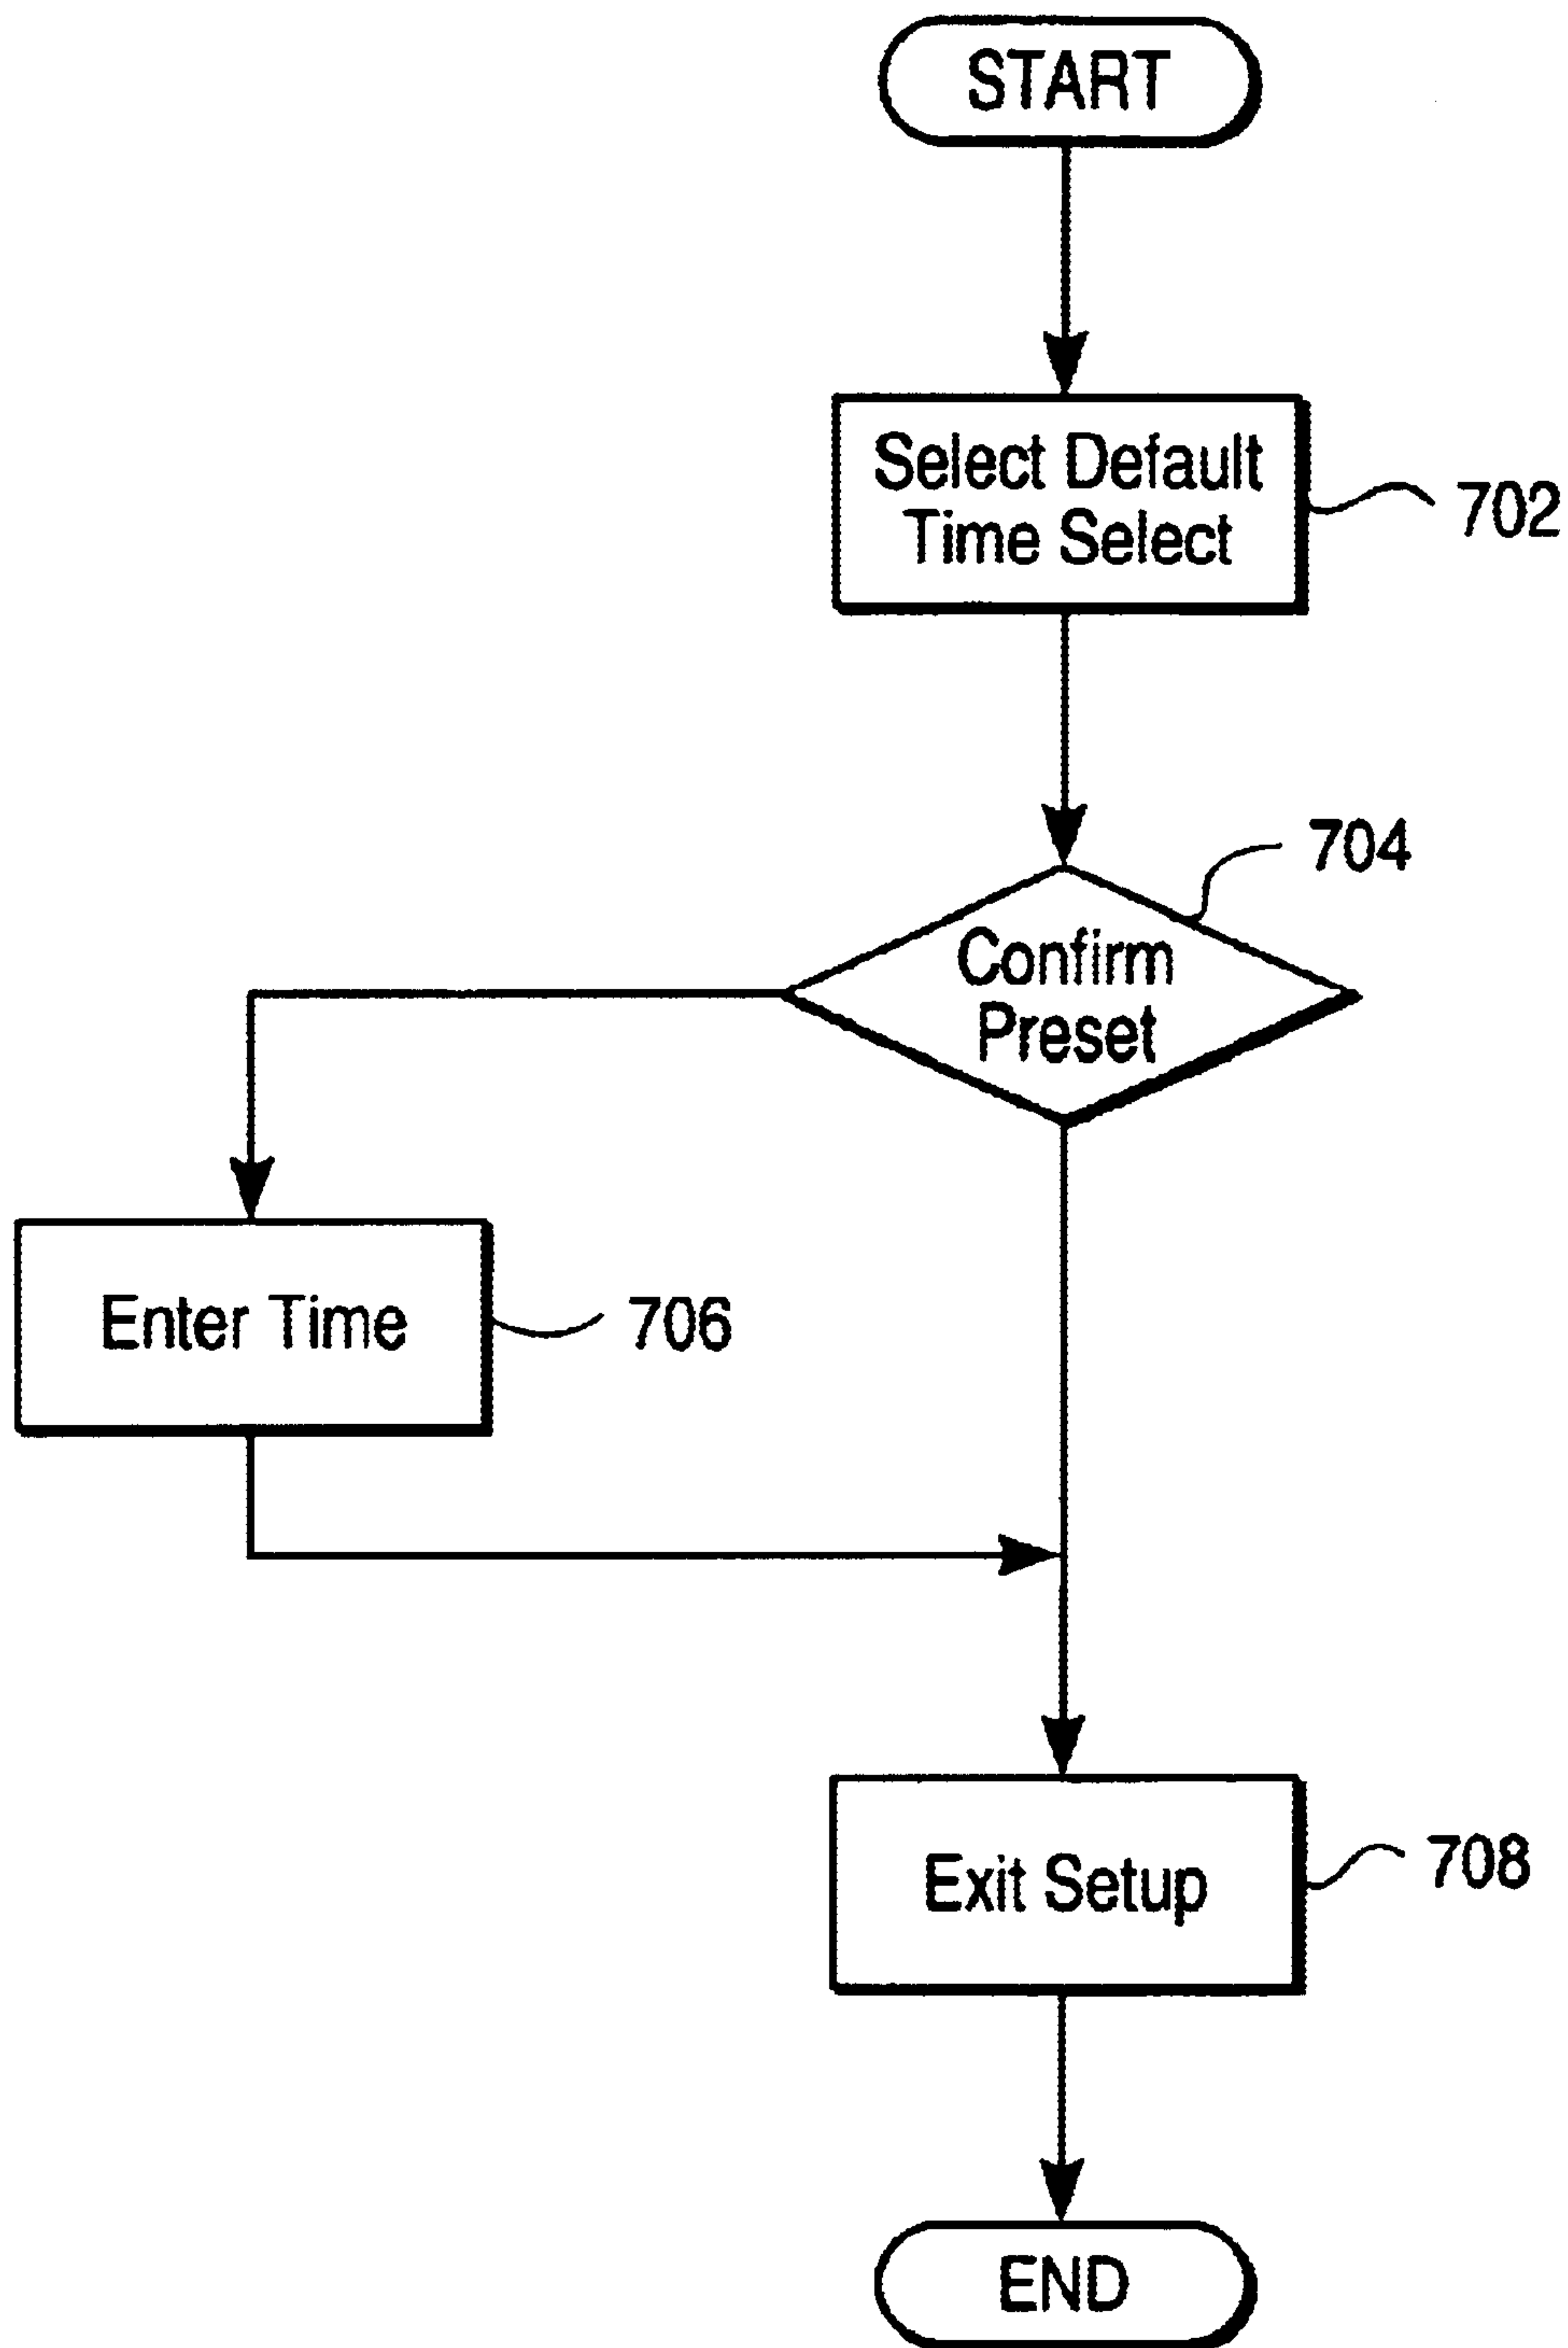 START
Select Default
Time Select
702
704
Confirm
Preset
Enter Time
706
Exit Setup
708
END